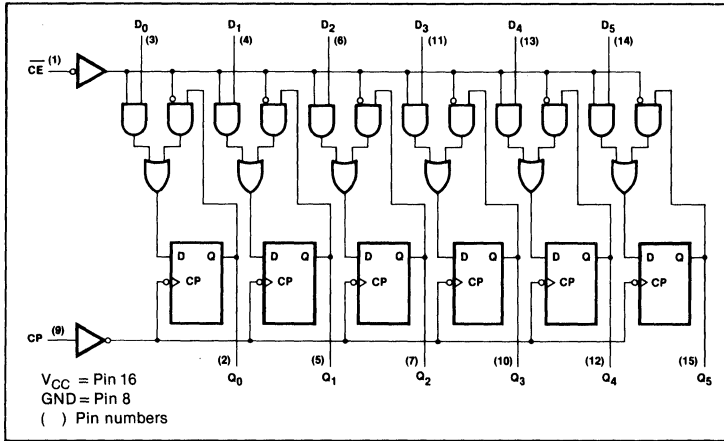 D0 D1 D2 D3 D4 D5
(3) (4) (6) (11) (13) (14)
CE (1)
D Q D Q D Q D Q D Q D Q
CP CP CP CP CP CP
CP (9)
(2) (5) (7) (10) (12) (15)
Q0 Q1 Q2 Q3 Q4 Q5
VCC = Pin 16
GND = Pin 8
( ) Pin numbers